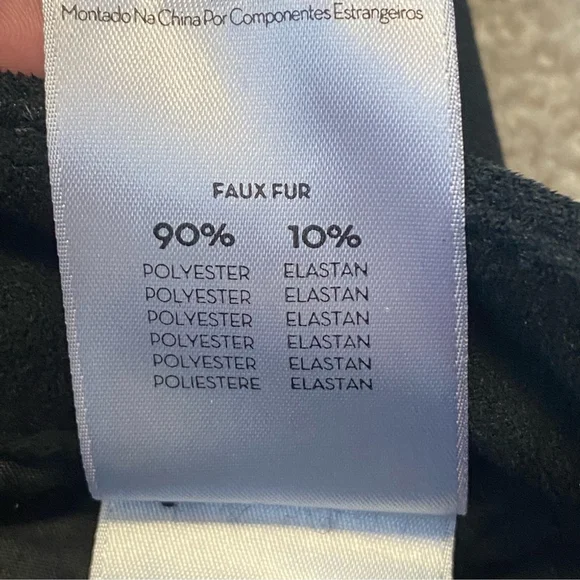 Montado Na China Por Componentes Estrangeiros
FAUX FUR
90% 10%
POLYESTER ELASTAN
POLYESTER ELASTAN
POLYESTER ELASTAN
POLYESTER ELASTAN
POLYESTER ELASTAN
POLIESTERE ELASTAN